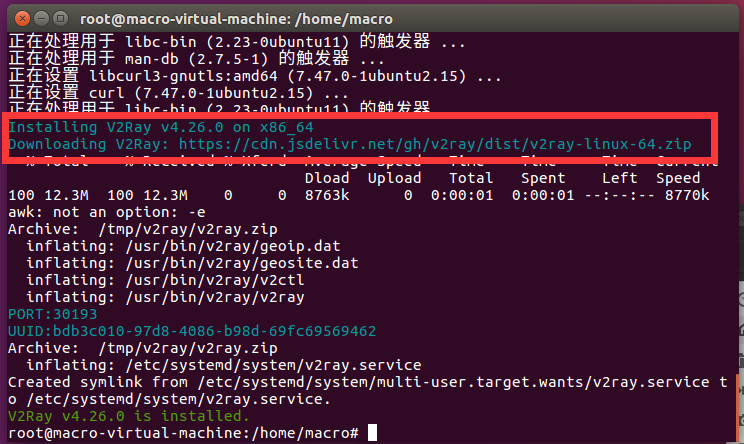 root@macro-virtual-machine: /home/macro
正在处理用于 libc-bin (2.23-0ubuntu11) 的触发器 ...
正在处理用于 man-db (2.7.5-1) 的触发器 ...
正在设置 libcurl3-gnutls:amd64 (7.47.0-1ubuntu2.15) ...
正在设置 curl (7.47.0-1ubuntu2.15) ...
正在处理用于 libc-bin (2.23-0ubuntu11) 的触发器
Installing V2Ray v4.26.0 on x86_64
Downloading V2Ray: https://cdn.jsdelivr.net/gh/v2ray/dist/v2ray-linux-64.zip
% Total % Received % Xferd Average Speed Time Time Time Current
Dload Upload Total Spent Left Speed
100 12.3M 100 12.3M 0 0 8763k 0 0:00:01 0:00:01 --:--:-- 8770k
awk: not an option: -e
Archive: /tmp/v2ray/v2ray.zip
inflating: /usr/bin/v2ray/geoip.dat
inflating: /usr/bin/v2ray/geosite.dat
inflating: /usr/bin/v2ray/v2ctl
inflating: /usr/bin/v2ray/v2ray
PORT:30193
UUID:bdb3c010-97d8-4086-b98d-69fc69569462
Archive: /tmp/v2ray/v2ray.zip
inflating: /etc/systemd/system/v2ray.service
Created symlink from /etc/systemd/system/multi-user.target.wants/v2ray.service t
o /etc/systemd/system/v2ray.service.
V2Ray v4.26.0 is installed.
root@macro-virtual-machine:/home/macro#